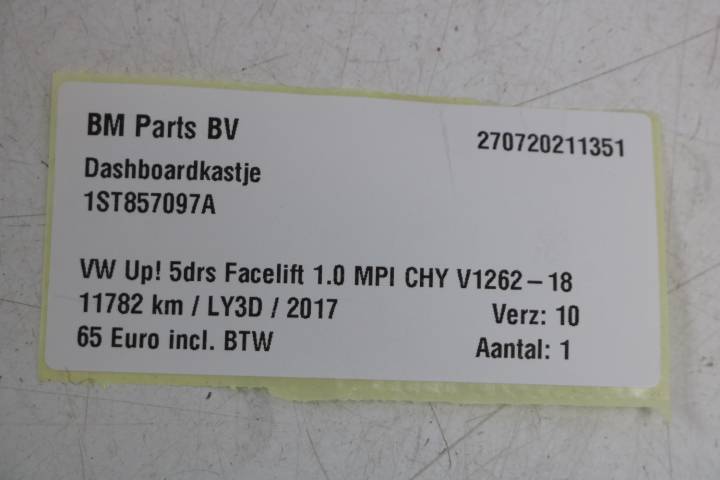 BM Parts BV
270720211351
Dashboardkastje
1ST857097A
VW Up! 5drs Facelift 1.0 MPI CHY V1262-18
11782 km / LY3D / 2017
Verz: 10
65 Euro incl. BTW
Aantal: 1